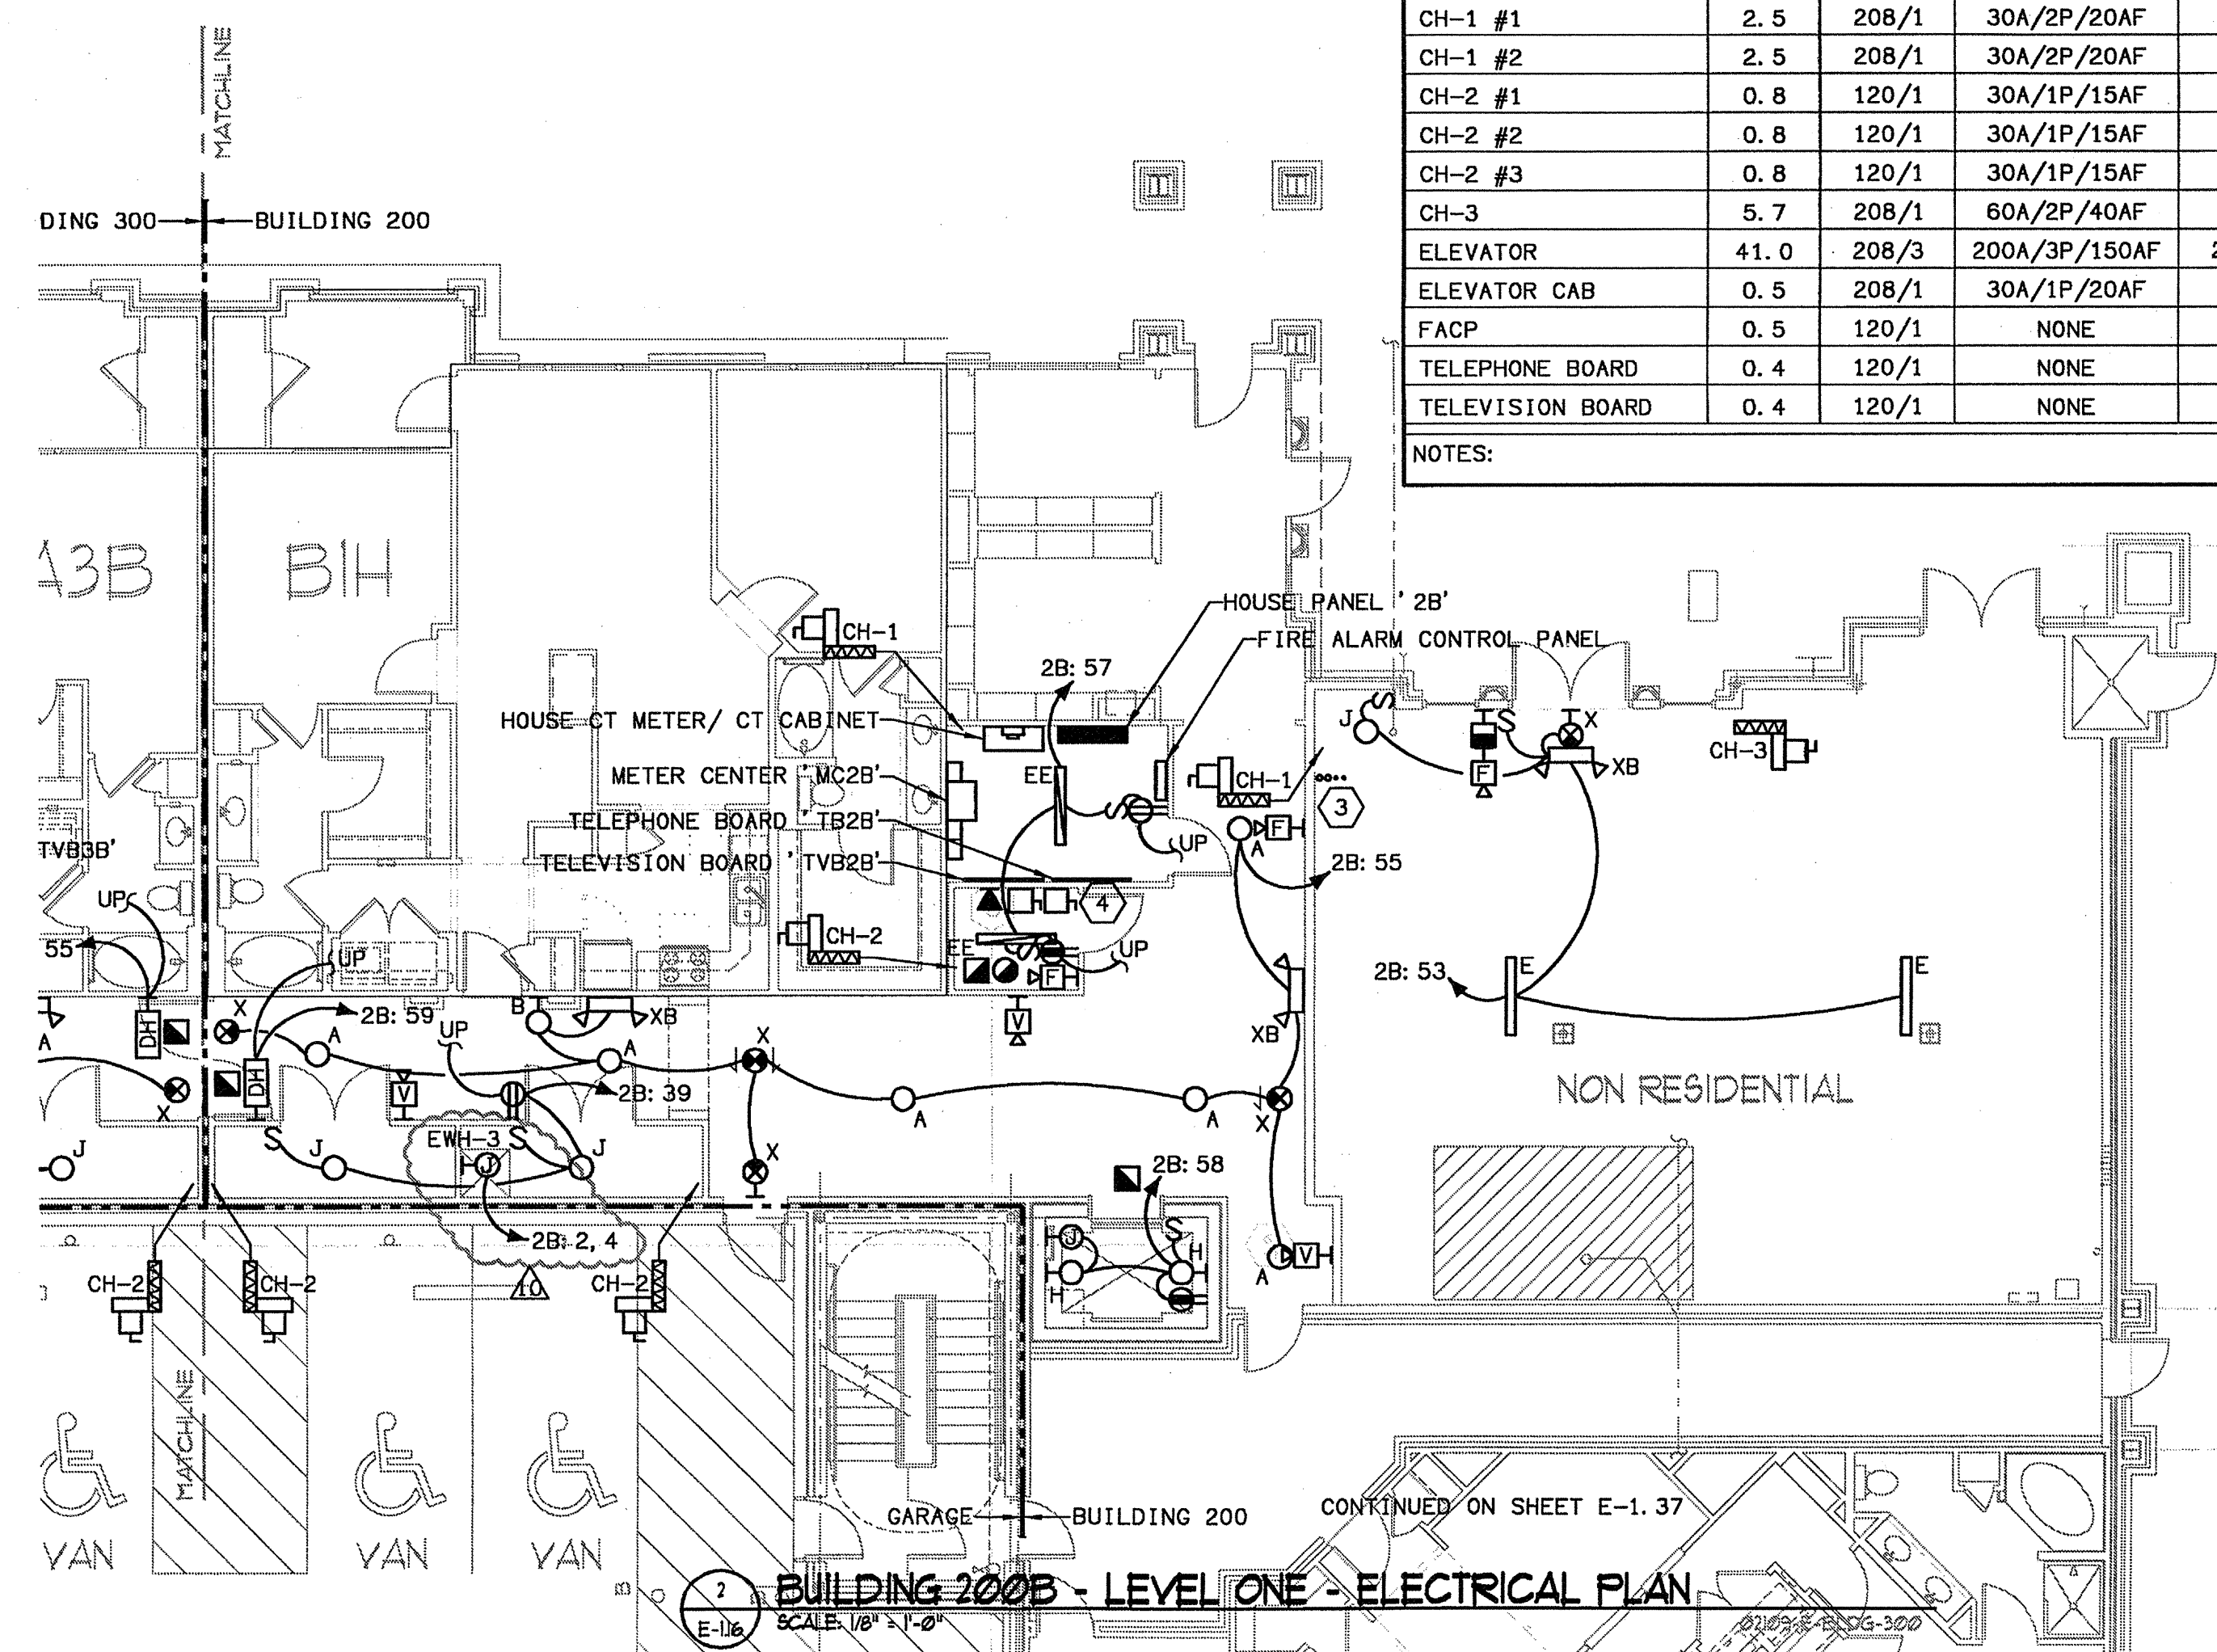 CH-1 #1 2.5 208/1 30A/2P/20AF
CH-1 #2 2.5 208/1 30A/2P/20AF
CH-2 #1 0.8 120/1 30A/1P/15AF
CH-2 #2 0.8 120/1 30A/1P/15AF
CH-2 #3 0.8 120/1 30A/1P/15AF
CH-3 5.7 208/1 60A/2P/40AF
ELEVATOR 41.0 208/3 200A/3P/150AF 2
ELEVATOR CAB 0.5 208/1 30A/1P/20AF
FACP 0.5 120/1 NONE
TELEPHONE BOARD 0.4 120/1 NONE
TELEVISION BOARD 0.4 120/1 NONE
NOTES:
MATCHLINE
DING 300
BUILDING 200
A3B
B1H
HOUSE PANEL '2B'
FIRE ALARM CONTROL PANEL
CH-1
2B: 57
HOUSE CT METER/ CT CABINET
METER CENTER 'MC2B'
EE
CH-1
3
TELEPHONE BOARD 'TB2B'
TELEVISION BOARD 'TVB2B'
TVB3B'
UP
F
A
2B: 55
J
S
S
X
XB
F
CH-3
UP
55
UP
4
CH-2
EE
UP
F
V
2B: 53
E
E
X
2B: 59
B
XB
UP
A
A
A
DH
DH
X
V
2B: 39
X
A
A
XB
X
NON RESIDENTIAL
J
S
J
EWH-3
S
J
J
X
2B: 58
2B: 2, 4
10
J
S
H
H
A
V
CH-2
CH-2
CH-2
MATCHLINE
VAN
VAN
VAN
GARAGE
BUILDING 200
CONTINUED ON SHEET E-1.37
2
E-1.16
BUILDING 200B - LEVEL ONE - ELECTRICAL PLAN
SCALE: 1/8" = 1'-0"
02109-E-BLDG-300